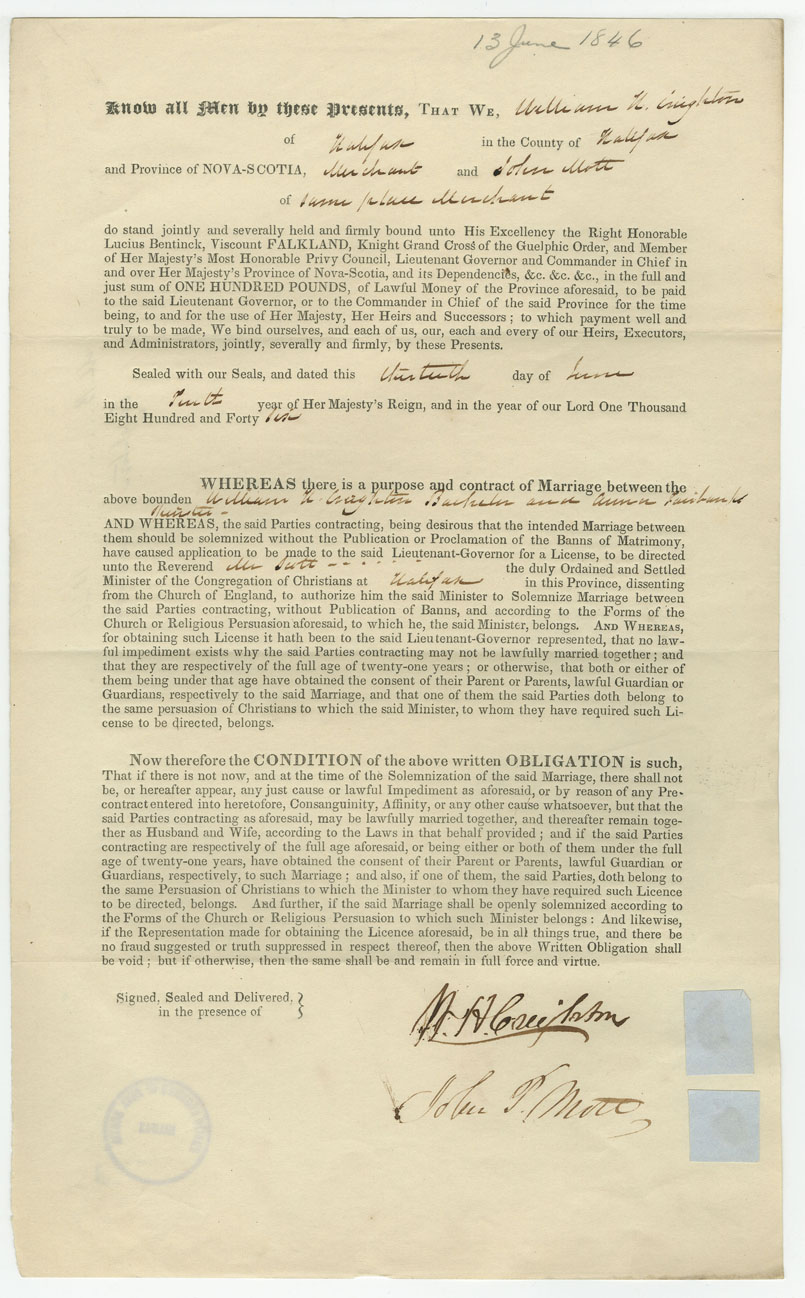 13 June 1846
Know all Men by these Presents, THAT WE, William H. Creighton
of Halifax in the County of Halifax
and Province of NOVA-SCOTIA, Merchant and John Mott
of same place Merchant
do stand jointly and severally held and firmly bound unto His Excellency the Right Honorable
Lucius Bentinck, Viscount FALKLAND, Knight Grand Cross of the Guelphic Order, and Member
of Her Majesty's Most Honorable Privy Council, Lieutenant Governor and Commander in Chief in
and over Her Majesty's Province of Nova-Scotia, and its Dependencies, &c. &c. &c., in the full and
just sum of ONE HUNDRED POUNDS, of Lawful Money of the Province aforesaid, to be paid
to the said Lieutenant Governor, or to the Commander in Chief of the said Province for the time
being, to and for the use of Her Majesty, Her Heirs and Successors ; to which payment well and
truly to be made, We bind ourselves, and each of us, our, each and every of our Heirs, Executors,
and Administrators, jointly, severally and firmly, by these Presents.
Sealed with our Seals, and dated this thirteenth day of June
in the Tenth year of Her Majesty's Reign, and in the year of our Lord One Thousand
Eight Hundred and Forty Six
WHEREAS there is a purpose and contract of Marriage between the
above bounden William H. Creighton Bachelor and Anna Fairbanks
Spinster -
AND WHEREAS, the said Parties contracting, being desirous that the intended Marriage between
them should be solemnized without the Publication or Proclamation of the Banns of Matrimony,
have caused application to be made to the said Lieutenant-Governor for a License, to be directed
unto the Reverend Mr Scott - - - - - - the duly Ordained and Settled
Minister of the Congregation of Christians at Halifax in this Province, dissenting
from the Church of England, to authorize him the said Minister to Solemnize Marriage between
the said Parties contracting, without Publication of Banns, and according to the Forms of the
Church or Religious Persuasion aforesaid, to which he, the said Minister, belongs. AND WHEREAS,
for obtaining such License it hath been to the said Lieutenant-Governor represented, that no law-
ful impediment exists why the said Parties contracting may not be lawfully married together ; and
that they are respectively of the full age of twenty-one years ; or otherwise, that both or either of
them being under that age have obtained the consent of their Parent or Parents, lawful Guardian or
Guardians, respectively to the said Marriage, and that one of them the said Parties doth belong to
the same persuasion of Christians to which the said Minister, to whom they have required such Li-
cense to be directed, belongs.
Now therefore the CONDITION of the above written OBLIGATION is such,
That if there is not now, and at the time of the Solemnization of the said Marriage, there shall not
be, or hereafter appear, any just cause or lawful Impediment as aforesaid, or by reason of any Pre-
contract entered into heretofore, Consanguinity, Affinity, or any other cause whatsoever, but that the
said Parties contracting as aforesaid, may be lawfully married together, and thereafter remain toge-
ther as Husband and Wife, according to the Laws in that behalf provided ; and if the said Parties
contracting are respectively of the full age aforesaid, or being either or both of them under the full
age of twenty-one years, have obtained the consent of their Parent or Parents, lawful Guardian or
Guardians, respectively, to such Marriage ; and also, if one of them, the said Parties, doth belong to
the same Persuasion of Christians to which the Minister to whom they have required such Licence
to be directed, belongs. And further, if the said Marriage shall be openly solemnized according to
the Forms of the Church or Religious Persuasion to which such Minister belongs : And likewise,
if the Representation made for obtaining the Licence aforesaid, be in all things true, and there be
no fraud suggested or truth suppressed in respect thereof, then the above Written Obligation shall
be void ; but if otherwise, then the same shall be and remain in full force and virtue.
Signed, Sealed and Delivered,
in the presence of
W. H. Creighton
John P. Mott